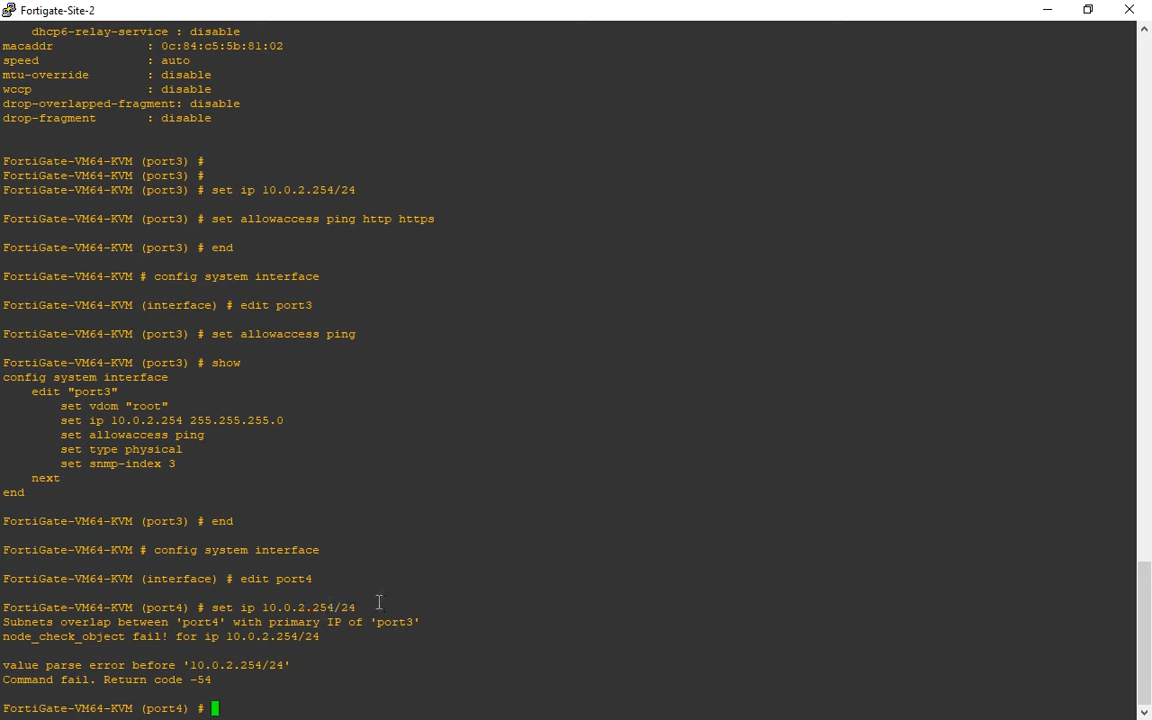 Fortigate-Site-2
dhcp6-relay-service : disable
macaddr : 0c:84:c5:5b:81:02
speed : auto
mtu-override : disable
wccp : disable
drop-overlapped-fragment: disable
drop-fragment : disable
FortiGate-VM64-KVM (port3) #
FortiGate-VM64-KVM (port3) #
FortiGate-VM64-KVM (port3) # set ip 10.0.2.254/24
FortiGate-VM64-KVM (port3) # set allowaccess ping http https
FortiGate-VM64-KVM (port3) # end
FortiGate-VM64-KVM # config system interface
FortiGate-VM64-KVM (interface) # edit port3
FortiGate-VM64-KVM (port3) # set allowaccess ping
FortiGate-VM64-KVM (port3) # show
config system interface
edit "port3"
set vdom "root"
set ip 10.0.2.254 255.255.255.0
set allowaccess ping
set type physical
set snmp-index 3
next
end
FortiGate-VM64-KVM (port3) # end
FortiGate-VM64-KVM # config system interface
FortiGate-VM64-KVM (interface) # edit port4
FortiGate-VM64-KVM (port4) # set ip 10.0.2.254/24
Subnets overlap between 'port4' with primary IP of 'port3'
node_check_object fail! for ip 10.0.2.254/24
value parse error before '10.0.2.254/24'
Command fail. Return code -54
FortiGate-VM64-KVM (port4) #